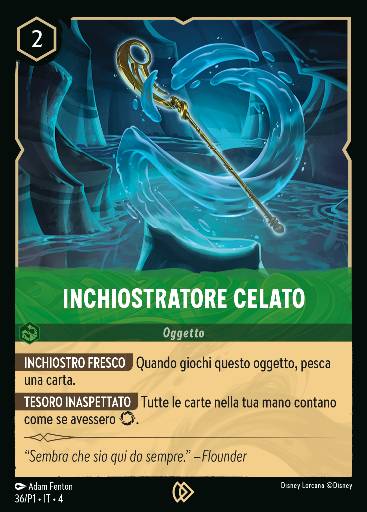 2
INCHIOSTRATORE CELATO
Oggetto
INCHIOSTRO FRESCO Quando giochi questo oggetto, pesca
una carta.
TESORO INASPETTATO Tutte le carte nella tua mano contano
come se avessero .
“Sembra che sia qui da sempre.” –Flounder
Adam Fenton
Disney Lorcana ©Disney
36/P1 • IT • 4